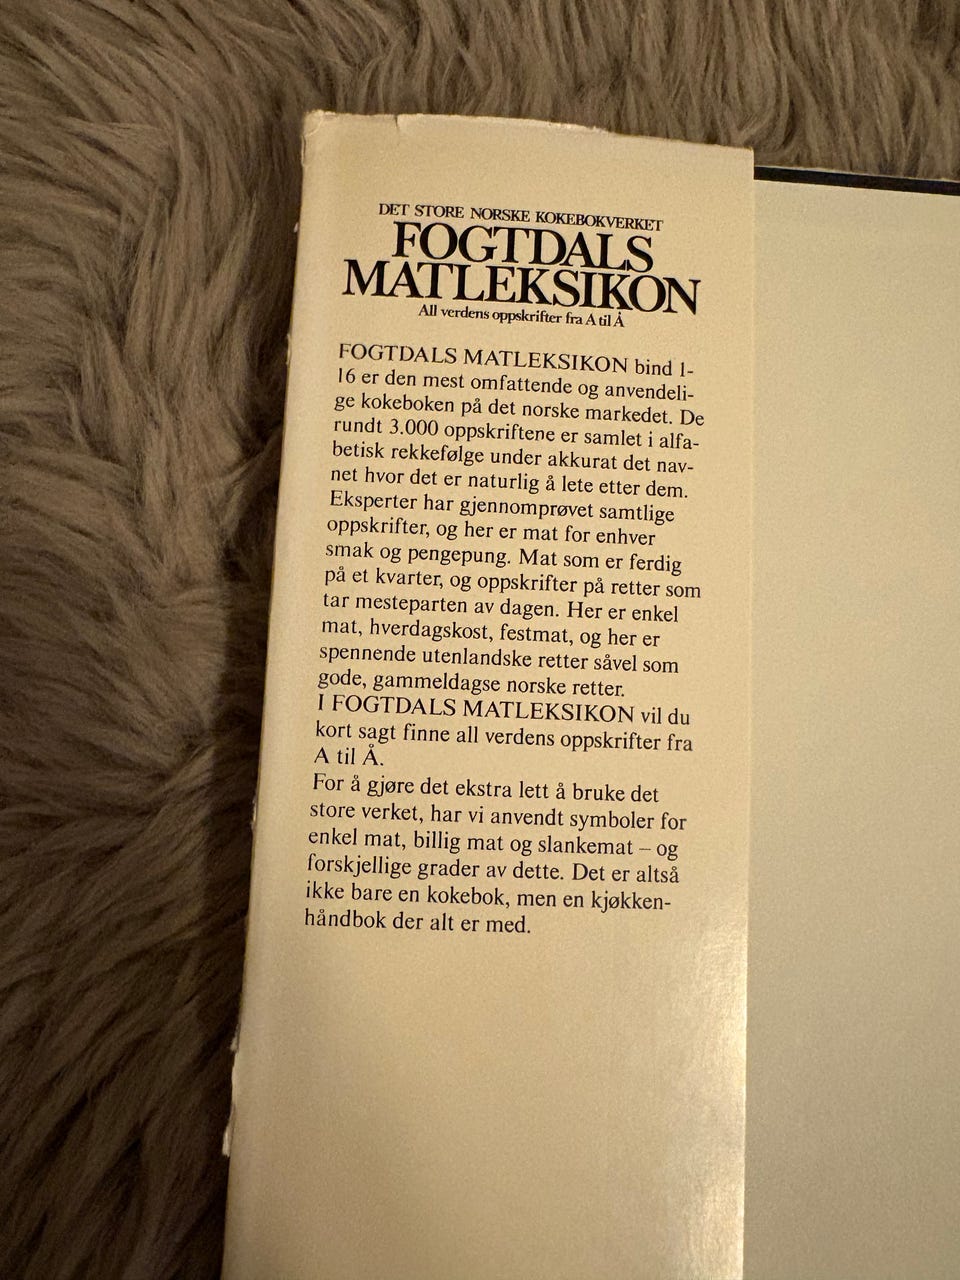 DET STORE NORSKE KOKEBOKVERKET
FOGTDALS
MATLEKSIKON
All verdens oppskrifter fra A til Å
FOGTDALS MATLEKSIKON bind 1-
16 er den mest omfattende og anvendeli-
ge kokeboken på det norske markedet. De
rundt 3.000 oppskriftene er samlet i alfa-
betisk rekkefølge under akkurat det nav-
net hvor det er naturlig å lete etter dem.
Eksperter har gjennomprøvet samtlige
oppskrifter, og her er mat for enhver
smak og pengepung. Mat som er ferdig
på et kvarter, og oppskrifter på retter som
tar mesteparten av dagen. Her er enkel
mat, hverdagskost, festmat, og her er
spennende utenlandske retter såvel som
gode, gammeldagse norske retter.
I FOGTDALS MATLEKSIKON vil du
kort sagt finne all verdens oppskrifter fra
A til Å.
For å gjøre det ekstra lett å bruke det
store verket, har vi anvendt symboler for
enkel mat, billig mat og slankemat – og
forskjellige grader av dette. Det er altså
ikke bare en kokebok, men en kjøkken-
håndbok der alt er med.